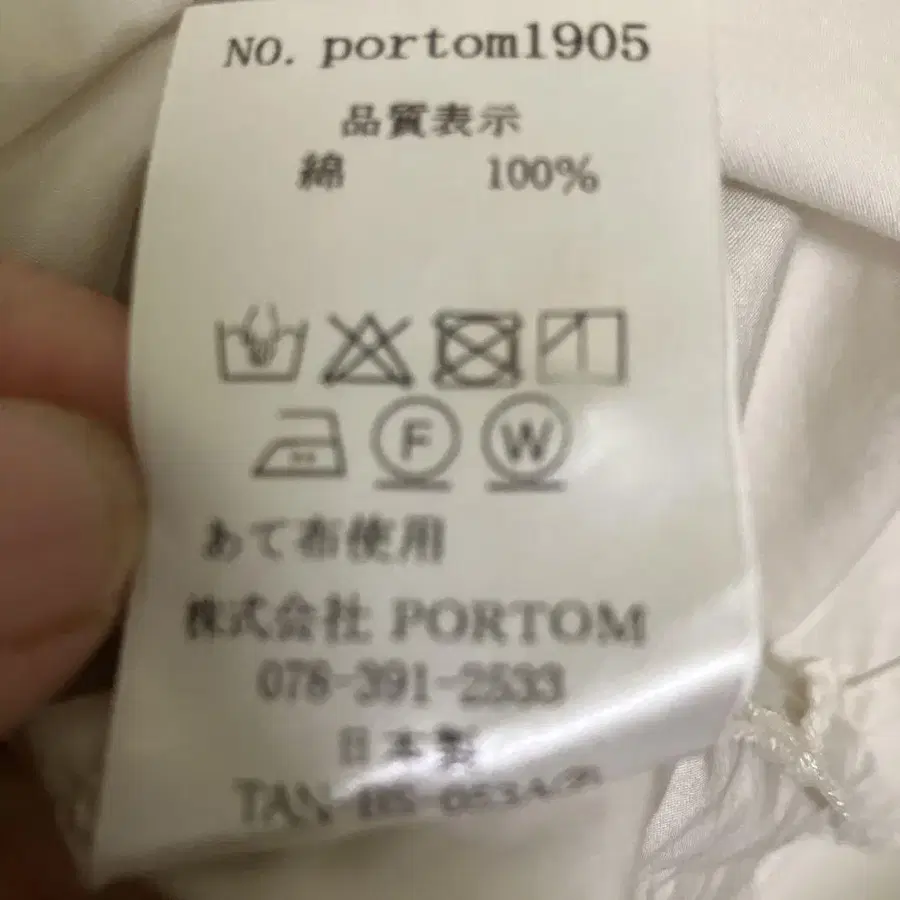 NO. portom1905
品質表示
綿 100%
F W
あて布使用
株式会社 PORTOM
078-391-2533
日本製
TAN